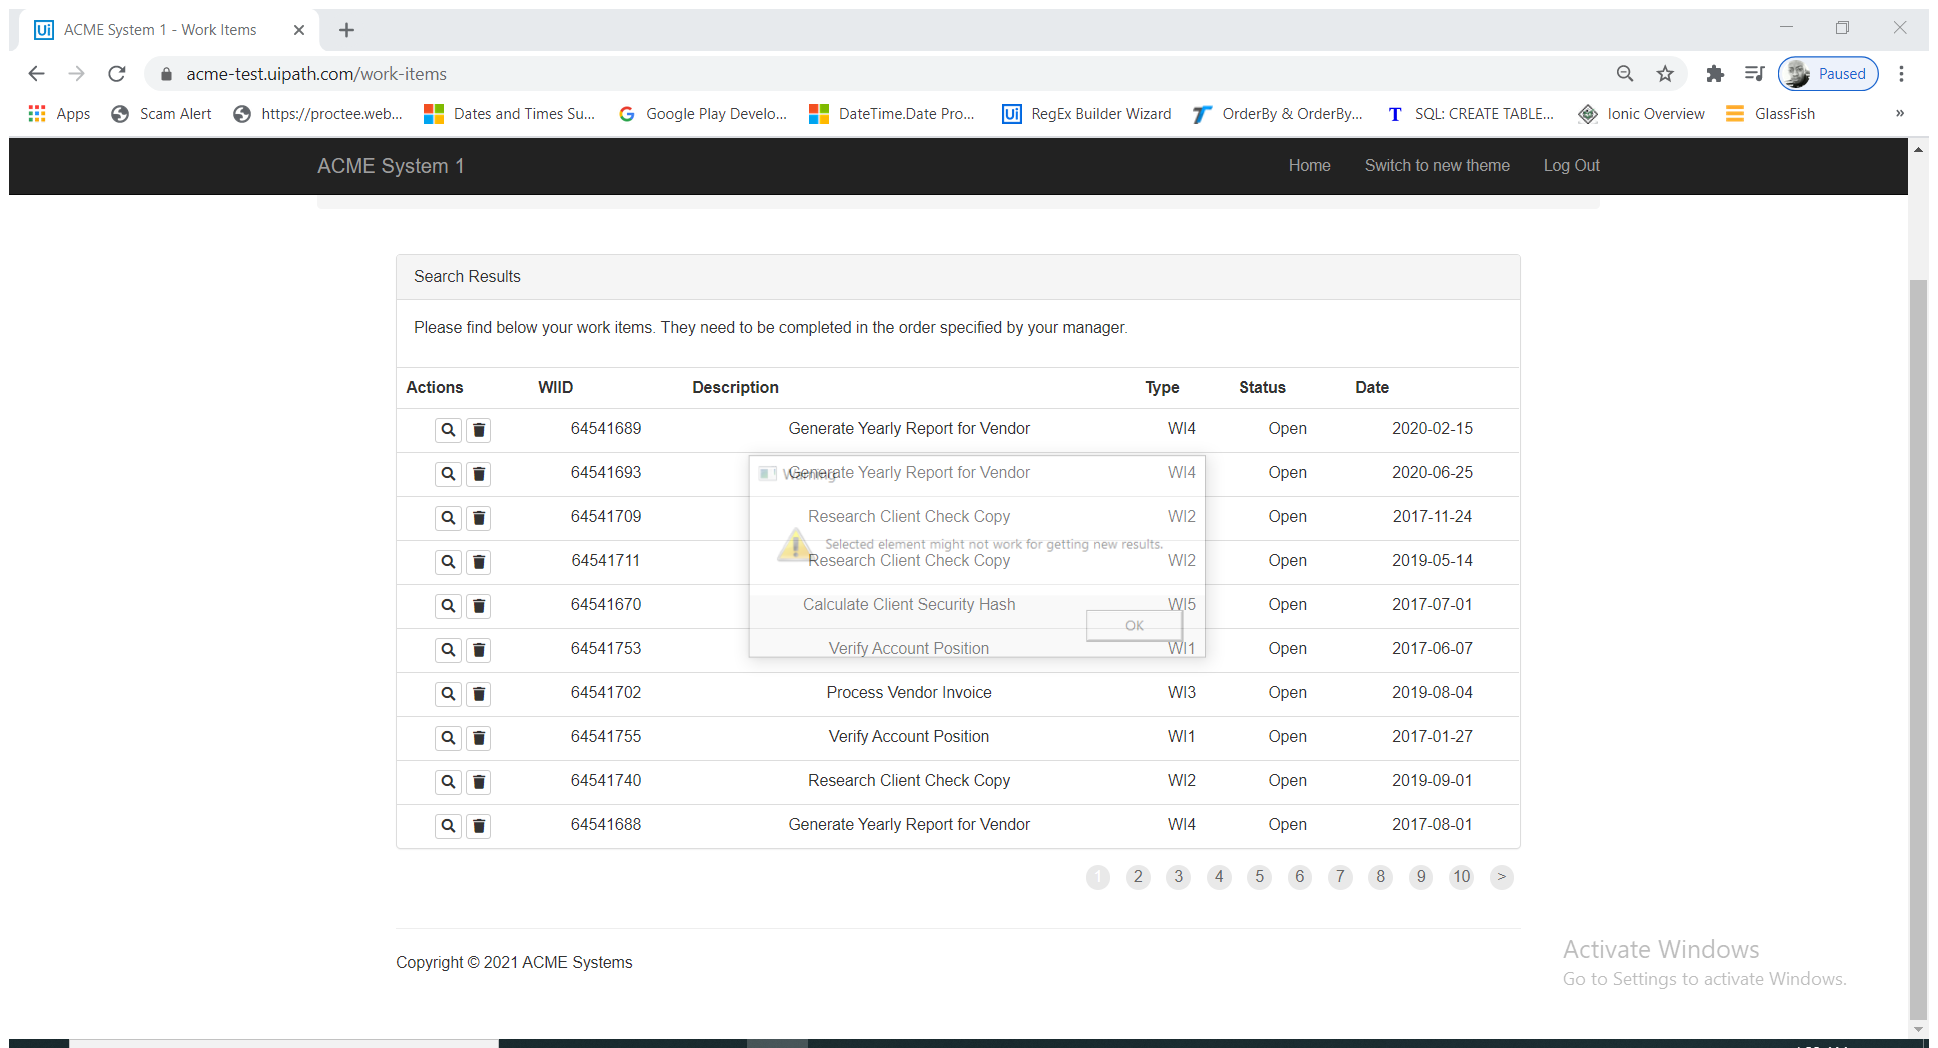 ACME System 1 - Work Items
acme-test.uipath.com/work-items
Paused
Apps Scam Alert https://proctee.web... Dates and Times Su... Google Play Develo... DateTime.Date Pro... RegEx Builder Wizard OrderBy & OrderBy... SQL: CREATE TABLE... Ionic Overview GlassFish »
ACME System 1 Home Switch to new theme Log Out
Search Results
Please find below your work items. They need to be completed in the order specified by your manager.
Actions WIID Description Type Status Date
64541689 Generate Yearly Report for Vendor WI4 Open 2020-02-15
64541693 Generate Yearly Report for Vendor WI4 Open 2020-06-25
Warning
64541709 Research Client Check Copy WI2 Open 2017-11-24
Selected element might not work for getting new results.
64541711 Research Client Check Copy WI2 Open 2019-05-14
64541670 Calculate Client Security Hash WI5 Open 2017-07-01
OK
64541753 Verify Account Position WI1 Open 2017-06-07
64541702 Process Vendor Invoice WI3 Open 2019-08-04
64541755 Verify Account Position WI1 Open 2017-01-27
64541740 Research Client Check Copy WI2 Open 2019-09-01
64541688 Generate Yearly Report for Vendor WI4 Open 2017-08-01
1 2 3 4 5 6 7 8 9 10 >
Copyright © 2021 ACME Systems
Activate Windows
Go to Settings to activate Windows.